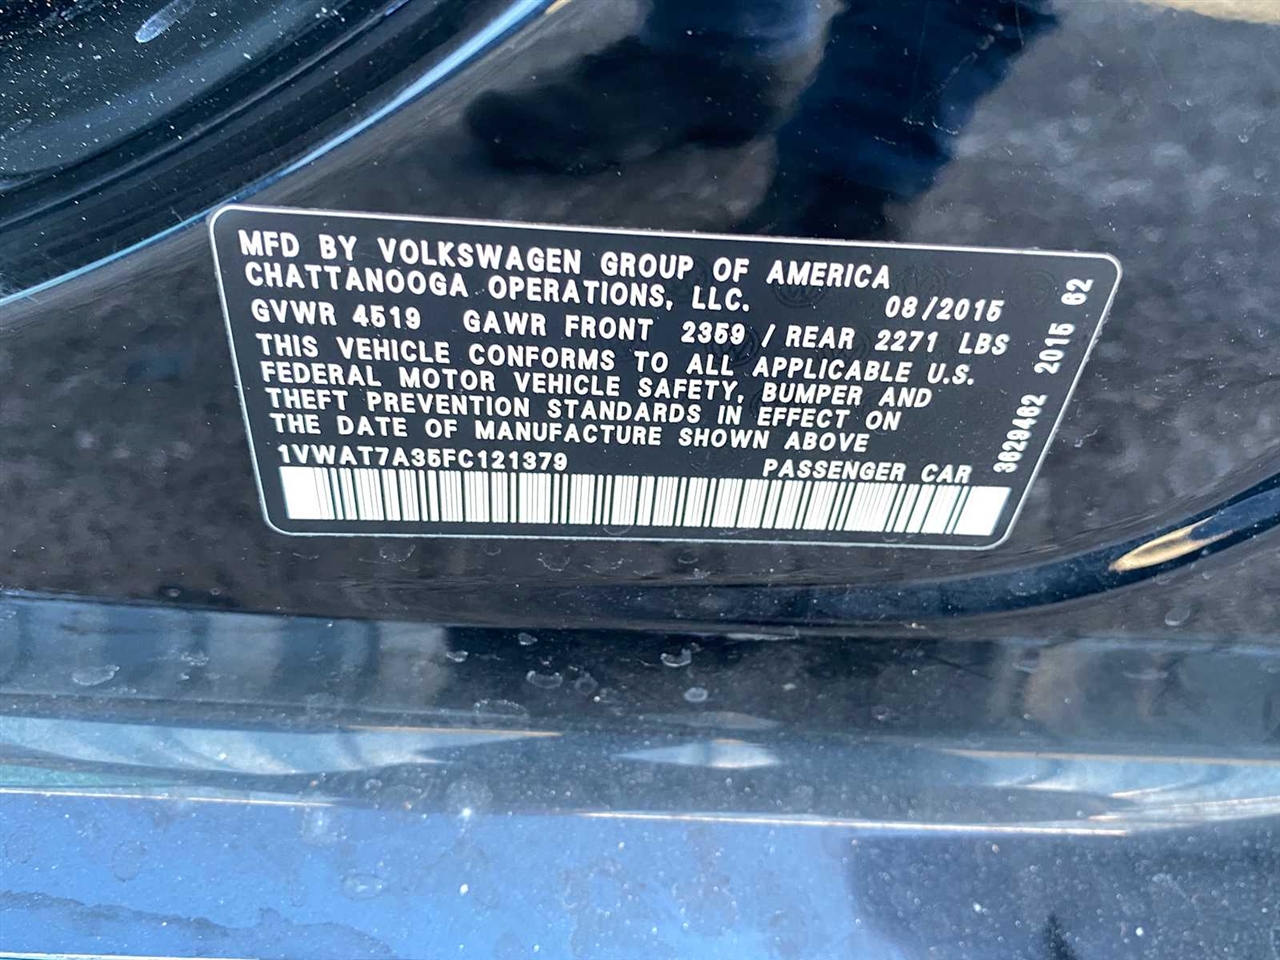 MFD BY VOLKSWAGEN GROUP OF AMERICA
CHATTANOOGA OPERATIONS, LLC. 08/2015
GVWR 4519 GAWR FRONT 2359 / REAR 2271 LBS
THIS VEHICLE CONFORMS TO ALL APPLICABLE U.S.
FEDERAL MOTOR VEHICLE SAFETY, BUMPER AND
THEFT PREVENTION STANDARDS IN EFFECT ON
THE DATE OF MANUFACTURE SHOWN ABOVE
1VWAT7A35FC121379 PASSENGER CAR
3629462 2015 62